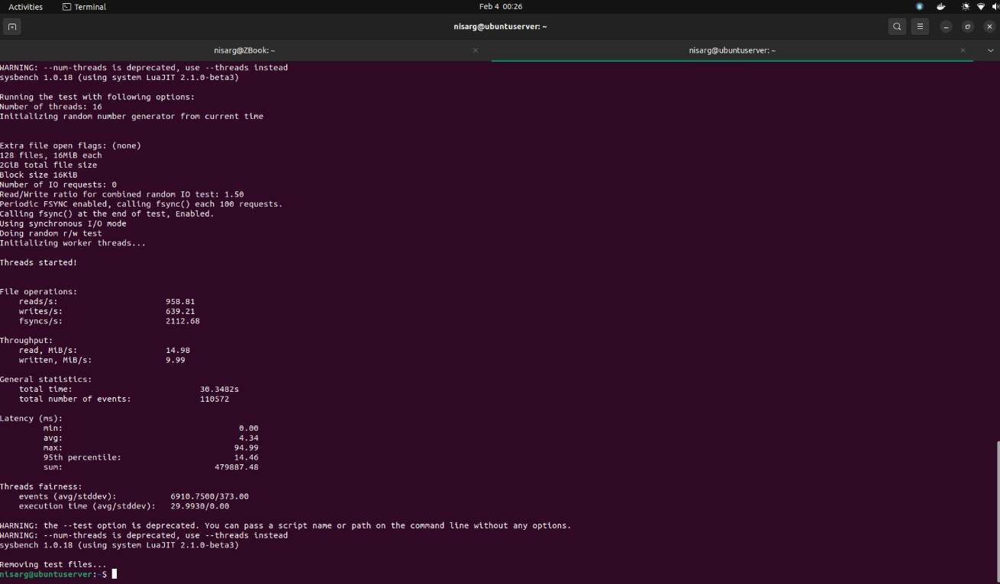 Activities
Terminal
Feb 4 00:26
nisarg@ubuntuserver: ~
nisarg@ZBook: ~
nisarg@ubuntuserver: ~
WARNING: --num-threads is deprecated, use --threads instead
sysbench 1.0.18 (using system LuaJIT 2.1.0-beta3)
Running the test with following options:
Number of threads: 16
Initializing random number generator from current time
Extra file open flags: (none)
128 files, 16MiB each
2GiB total file size
Block size 16KiB
Number of IO requests: 0
Read/Write ratio for combined random IO test: 1.50
Periodic FSYNC enabled, calling fsync() each 100 requests.
Calling fsync() at the end of test, Enabled.
Using synchronous I/O mode
Doing random r/w test
Initializing worker threads...
Threads started!
File operations:
reads/s: 958.81
writes/s: 639.21
fsyncs/s: 2112.68
Throughput:
read, MiB/s: 14.98
written, MiB/s: 9.99
General statistics:
total time: 30.3482s
total number of events: 110572
Latency (ms):
min: 0.00
avg: 4.34
max: 94.99
95th percentile: 14.46
sum: 479887.48
Threads fairness:
events (avg/stddev): 6910.7500/373.00
execution time (avg/stddev): 29.9930/0.00
WARNING: the --test option is deprecated. You can pass a script name or path on the command line without any options.
WARNING: --num-threads is deprecated, use --threads instead
sysbench 1.0.18 (using system LuaJIT 2.1.0-beta3)
Removing test files...
nisarg@ubuntuserver:~$